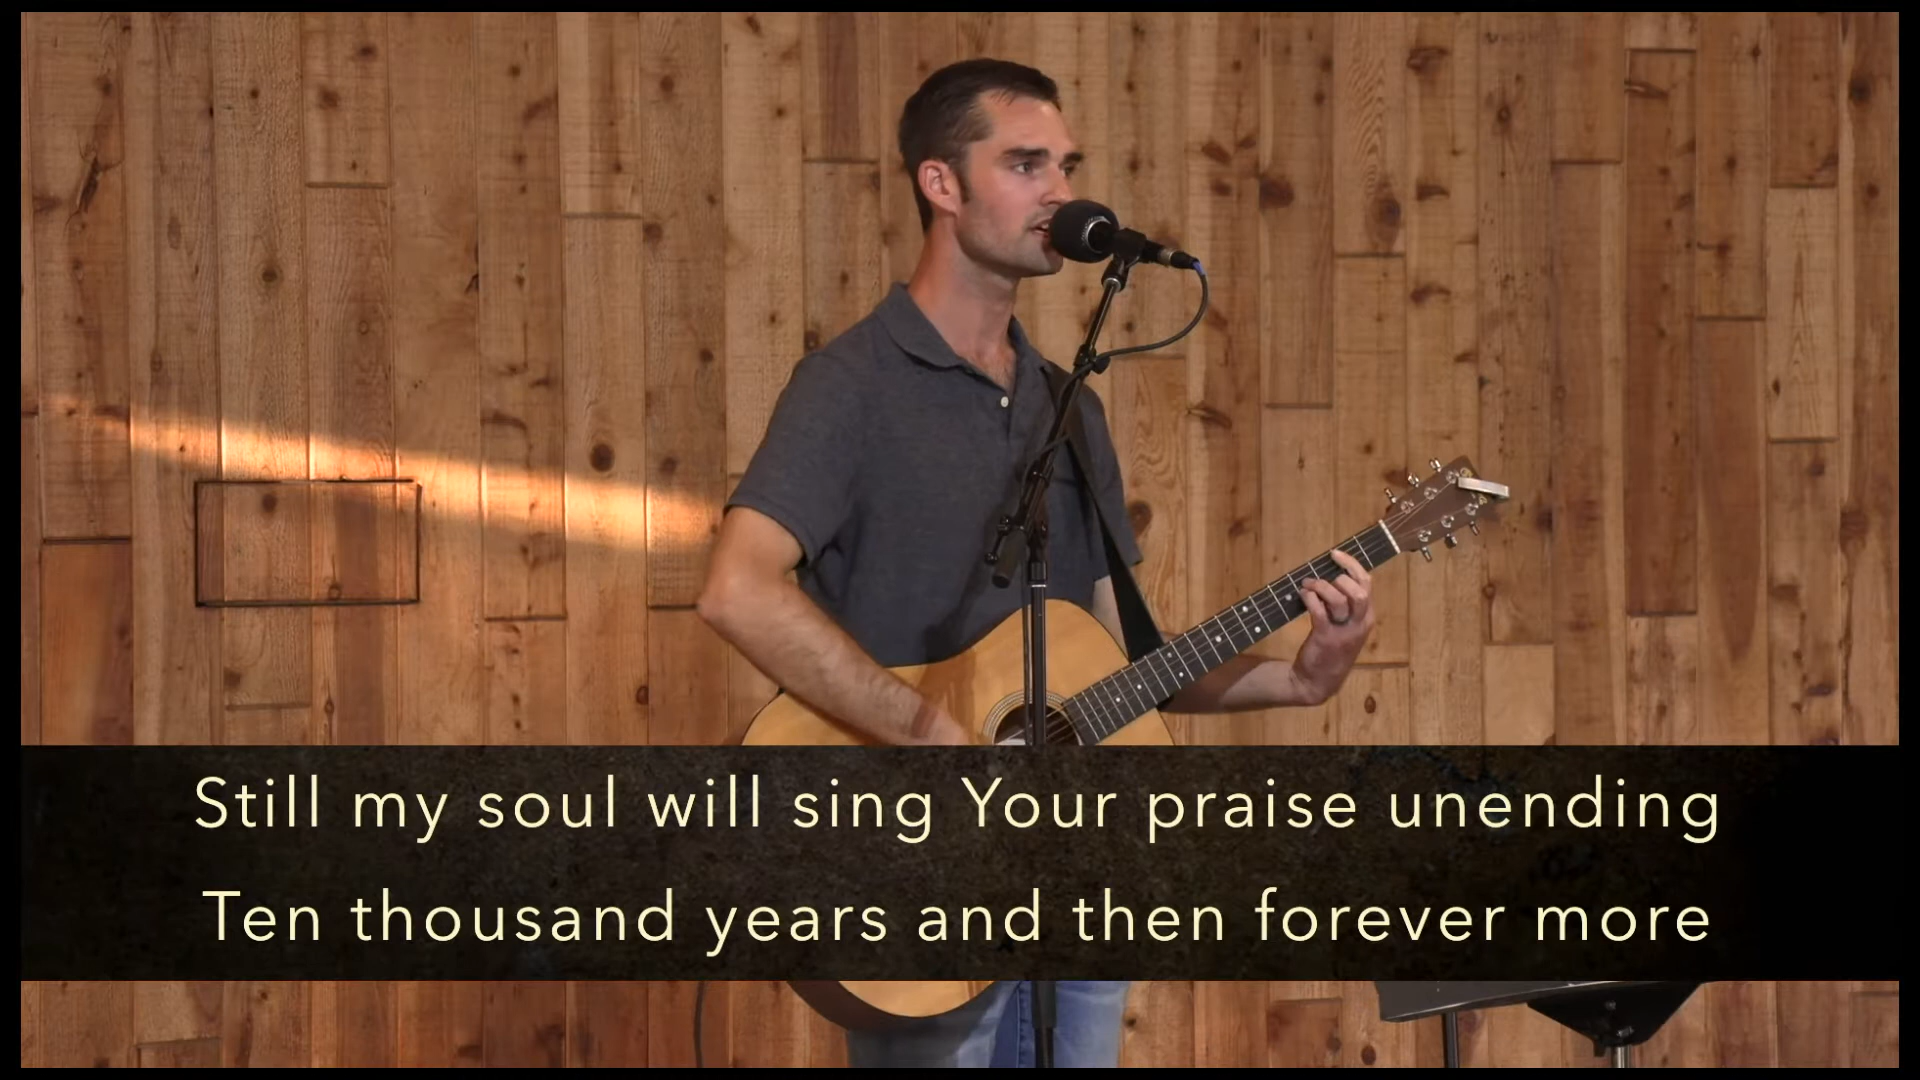 Still my soul will sing Your praise unending
Ten thousand years and then forever more